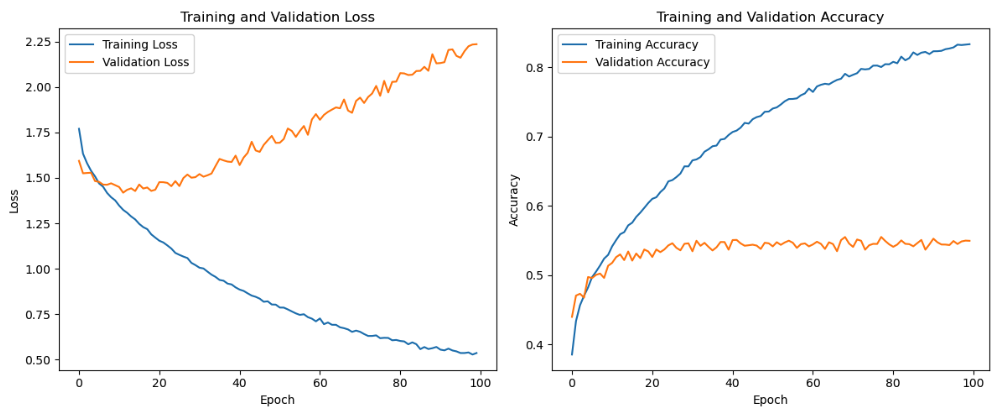 Training and Validation Loss
Training Loss
Validation Loss
2.25
2.00
1.75
1.50
1.25
1.00
0.75
0.50
Loss
0 20 40 60 80 100
Epoch
Training and Validation Accuracy
Training Accuracy
Validation Accuracy
0.8
0.7
0.6
0.5
0.4
Accuracy
0 20 40 60 80 100
Epoch